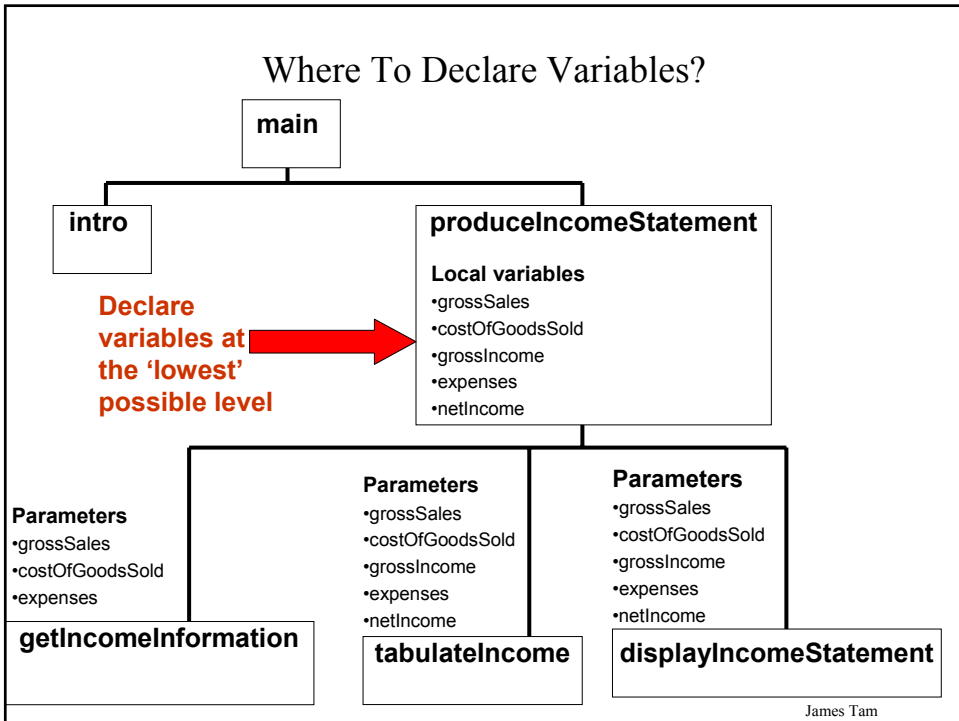 Where To Declare Variables?
main
intro
produceIncomeStatement
Local variables
•grossSales
•costOfGoodsSold
•grossIncome
•expenses
•netIncome
Declare
variables at
the ‘lowest’
possible level
Parameters
•grossSales
•costOfGoodsSold
•expenses
getIncomeInformation
Parameters
•grossSales
•costOfGoodsSold
•grossIncome
•expenses
•netIncome
tabulateIncome
Parameters
•grossSales
•costOfGoodsSold
•grossIncome
•expenses
•netIncome
displayIncomeStatement
James Tam